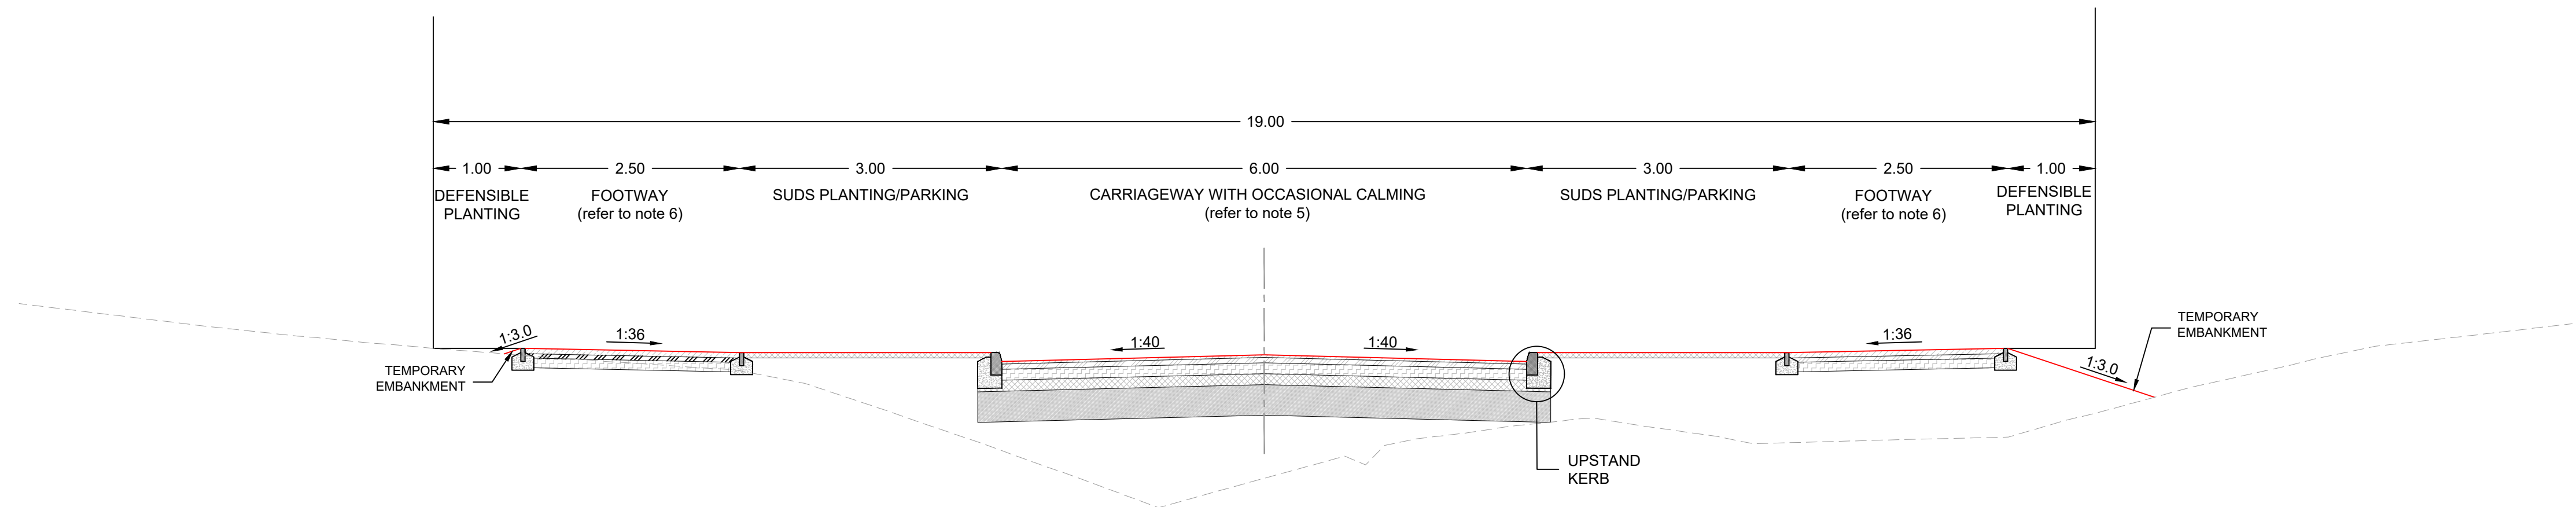 19.00
1.00
2.50
3.00
6.00
3.00
2.50
1.00
DEFENSIBLE
PLANTING
FOOTWAY
(refer to note 6)
SUDS PLANTING/PARKING
CARRIAGEWAY WITH OCCASIONAL CALMING
(refer to note 5)
SUDS PLANTING/PARKING
FOOTWAY
(refer to note 6)
DEFENSIBLE
PLANTING
1:3.0
1:36
1:40
1:40
1:36
1:3.0
TEMPORARY
EMBANKMENT
TEMPORARY
EMBANKMENT
UPSTAND
KERB